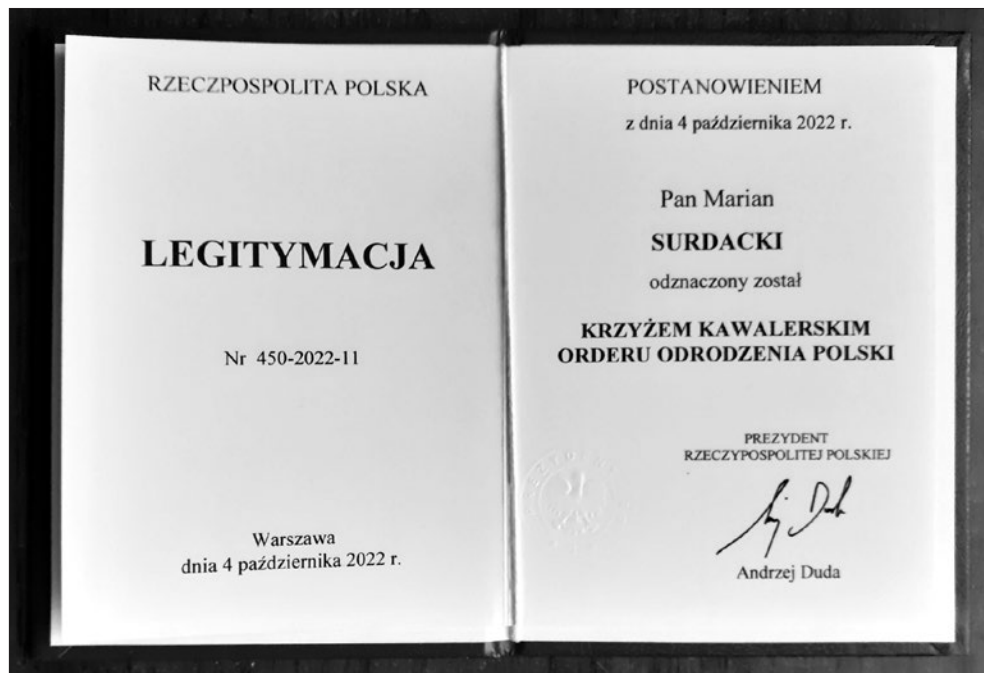 RZECZPOSPOLITA POLSKA
LEGITYMACJA
Nr 450-2022-11
Warszawa
dnia 4 października 2022 r.
POSTANOWIENIEM
z dnia 4 października 2022 r.
Pan Marian
SURDACKI
odznaczony został
KRZYŻEM KAWALERSKIM
ORDERU ODRODZENIA POLSKI
PREZYDENT
RZECZYPOSPOLITEJ POLSKIEJ
Andrzej Duda